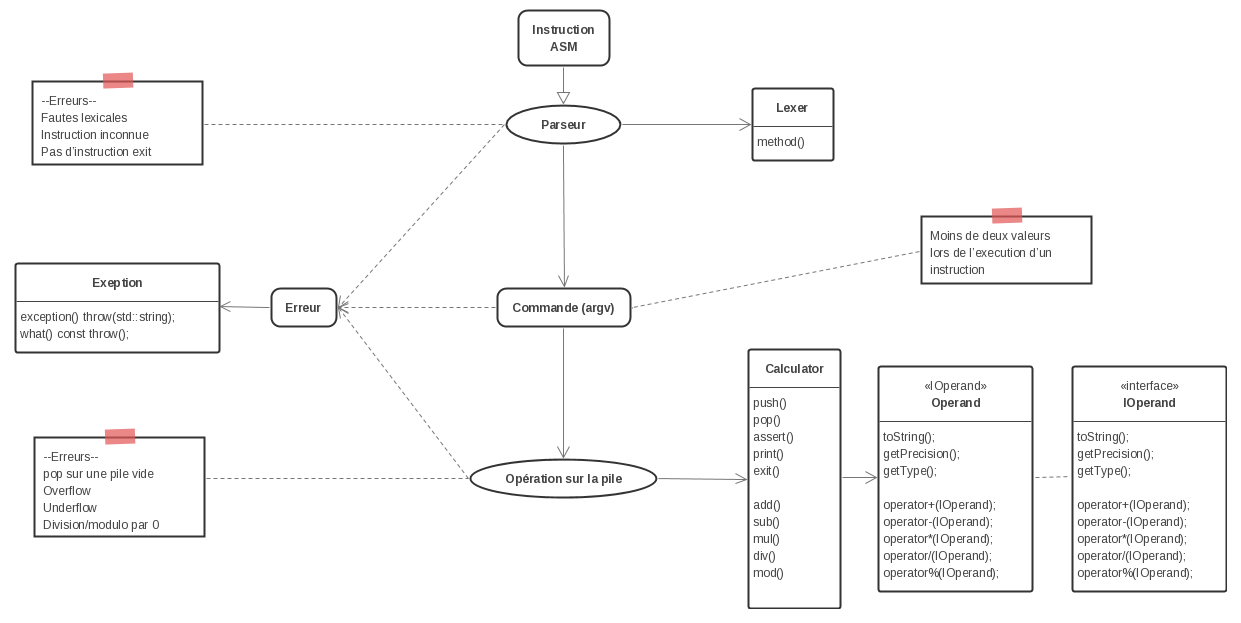 Instruction
ASM
--Erreurs--
Fautes lexicales
Instruction inconnue
Pas d'instruction exit
Parseur
Lexer
method()
Moins de deux valeurs
lors de l'execution d'un
instruction
Exeption
exception() throw(std::string);
what() const throw();
Erreur
Commande (argv)
--Erreurs--
pop sur une pile vide
Overflow
Underflow
Division/modulo par 0
Opération sur la pile
Calculator
push()
pop()
assert()
print()
exit()
add()
sub()
mul()
div()
mod()
«IOperand»
Operand
toString();
getPrecision();
getType();
operator+(IOperand);
operator-(IOperand);
operator*(IOperand);
operator/(IOperand);
operator%(IOperand);
«interface»
IOperand
toString();
getPrecision();
getType();
operator+(IOperand);
operator-(IOperand);
operator*(IOperand);
operator/(IOperand);
operator%(IOperand);